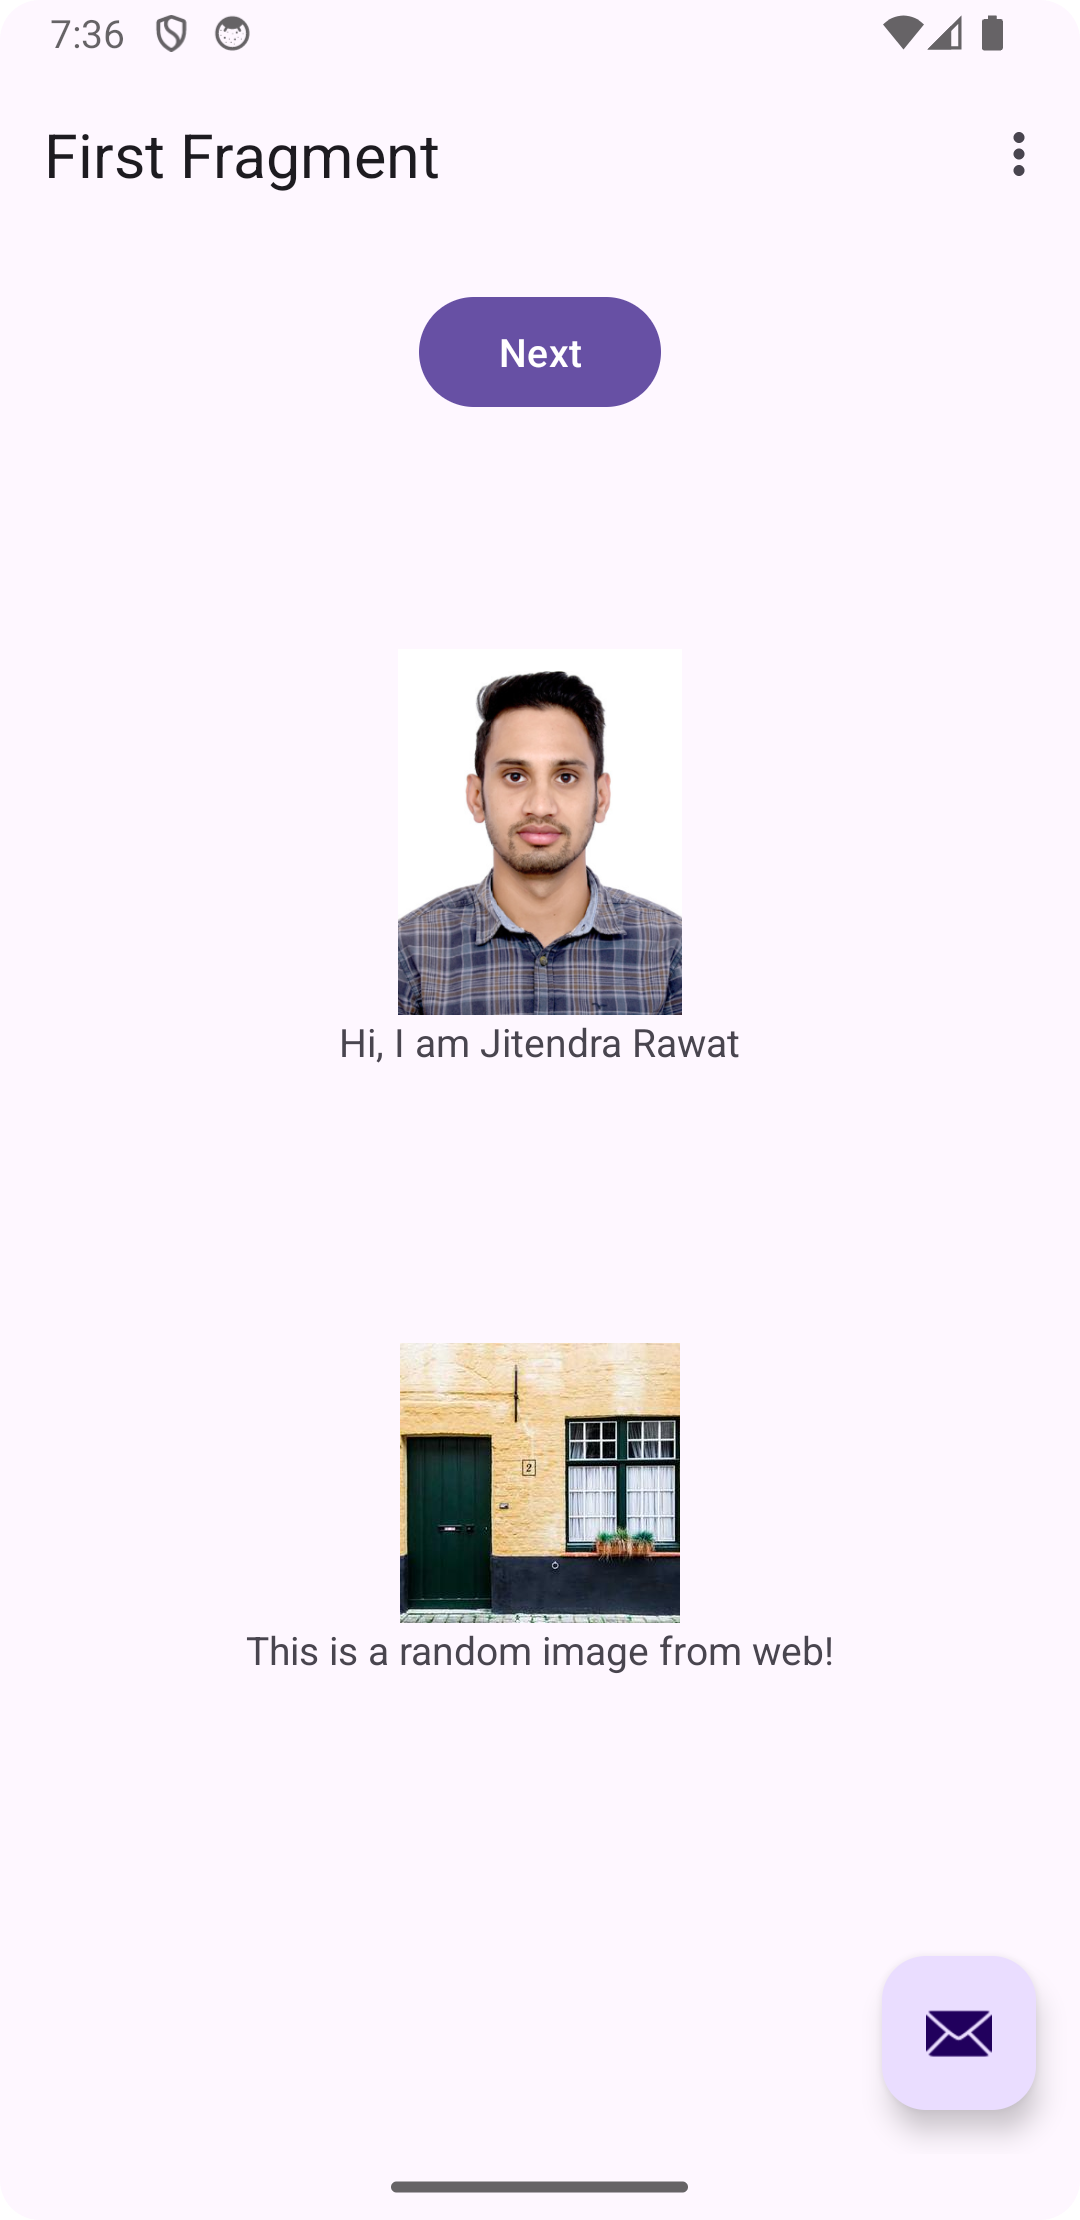 7:36
First Fragment
Next
Hi, I am Jitendra Rawat
2
This is a random image from web!